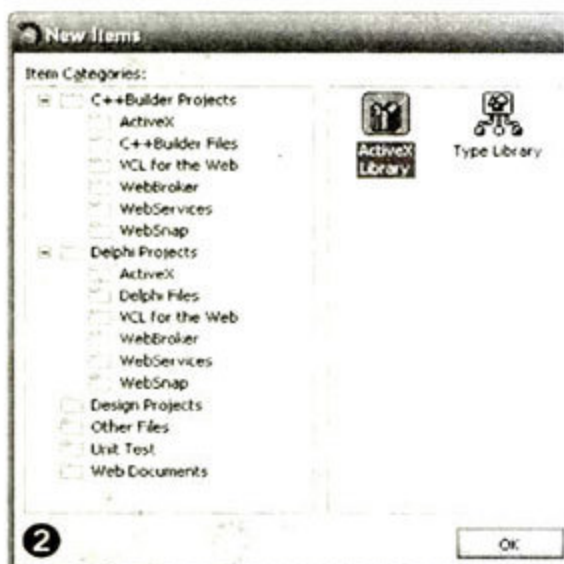 New Items
Item Categories:
C++Builder Projects
ActiveX
C++Builder Files
VCL for the Web
WebBroker
WebServices
WebSnap
Delphi Projects
ActiveX
Delphi Files
VCL for the Web
WebBroker
WebServices
WebSnap
Design Projects
Other Files
Unit Test
Web Documents
ActiveX
Library
Type Library
2
OK